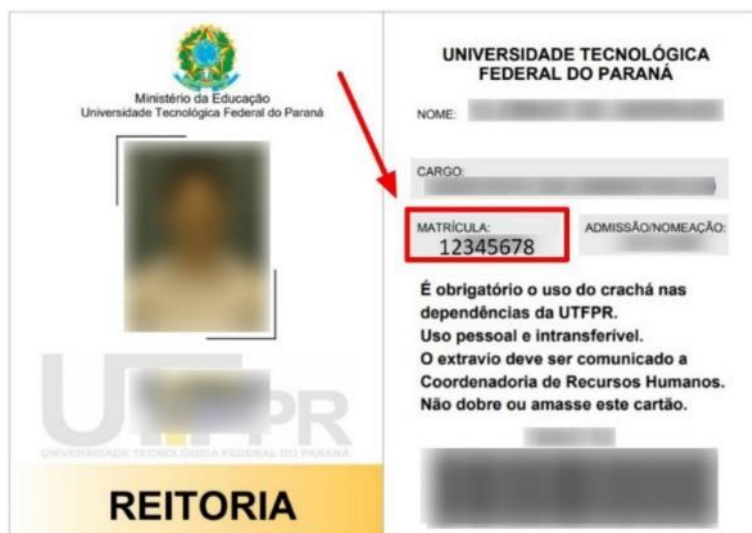 Ministério da Educação
Universidade Tecnológica Federal do Paraná
UTFPR
UNIVERSIDADE TECNOLÓGICA FEDERAL DO PARANÁ
REITORIA
UNIVERSIDADE TECNOLÓGICA
FEDERAL DO PARANÁ
NOME:
CARGO:
MATRÍCULA:
12345678
ADMISSÃO/NOMEAÇÃO:
É obrigatório o uso do crachá nas
dependências da UTFPR.
Uso pessoal e intransferível.
O extravio deve ser comunicado a
Coordenadoria de Recursos Humanos.
Não dobre ou amasse este cartão.